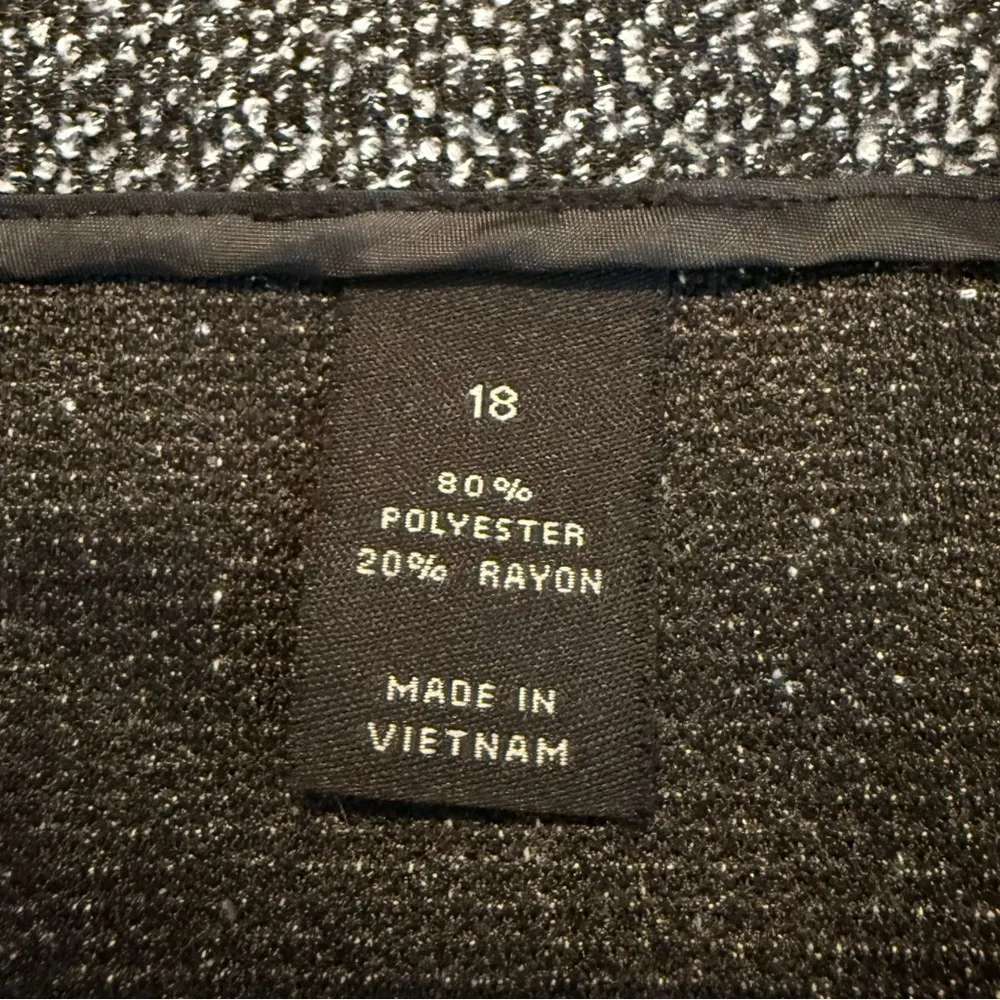 18
80%
POLYESTER
20% RAYON
MADE IN
VIETNAM